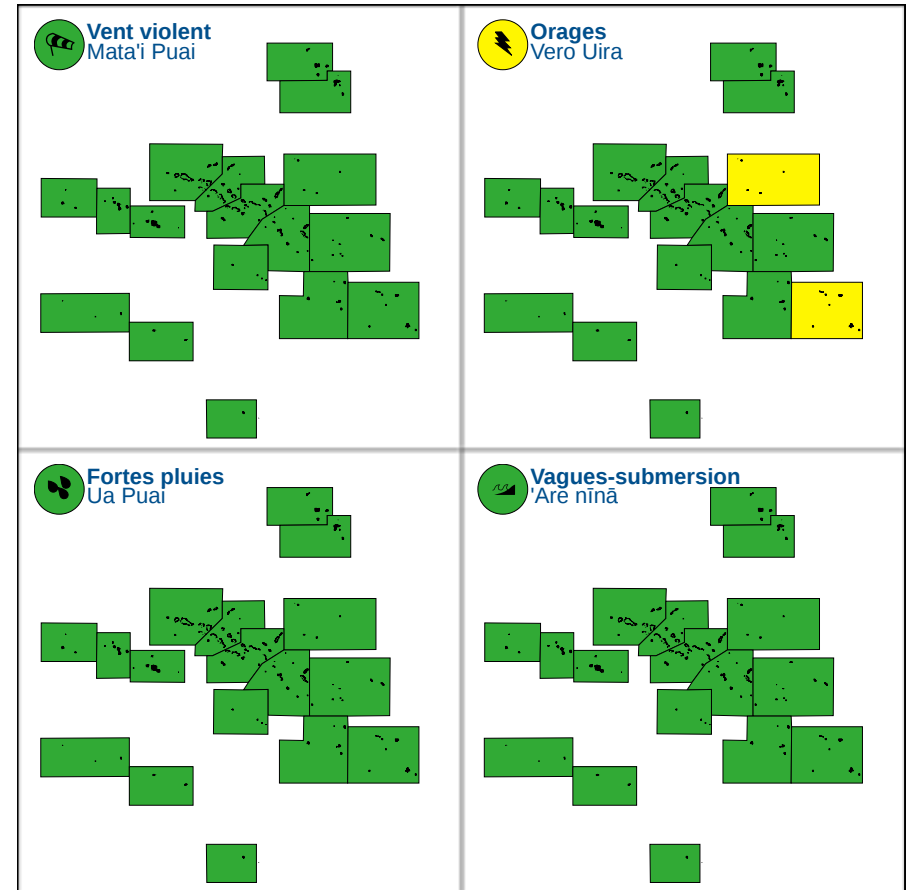 Vent violent
Mata'i Puai
Orages
Vero Uira
Fortes pluies
Ua Puai
Vagues-submersion
'Are nīnā